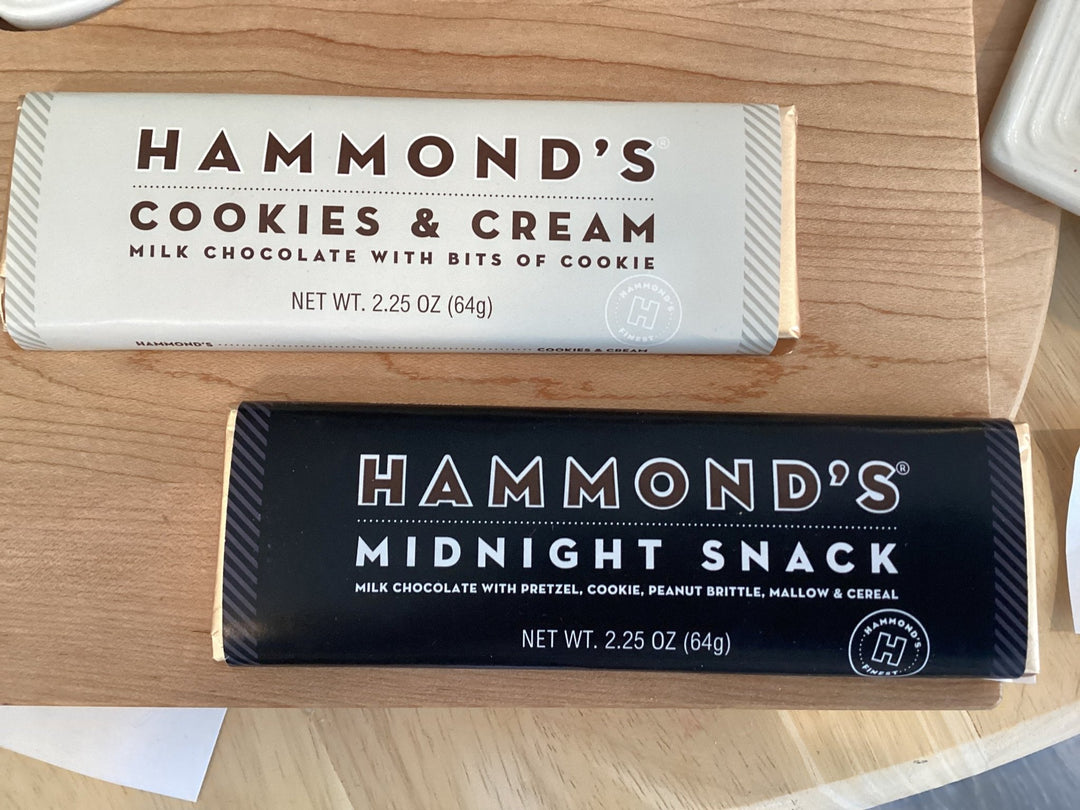 HAMMOND'S®
COOKIES & CREAM
MILK CHOCOLATE WITH BITS OF COOKIE
NET WT. 2.25 OZ (64g)
HAMMOND'S
H
FINEST
HAMMOND'S COOKIES & CREAM
HAMMOND'S®
MIDNIGHT SNACK
MILK CHOCOLATE WITH PRETZEL, COOKIE, PEANUT BRITTLE, MALLOW & CEREAL
NET WT. 2.25 OZ (64g)
HAMMOND'S
H
FINEST